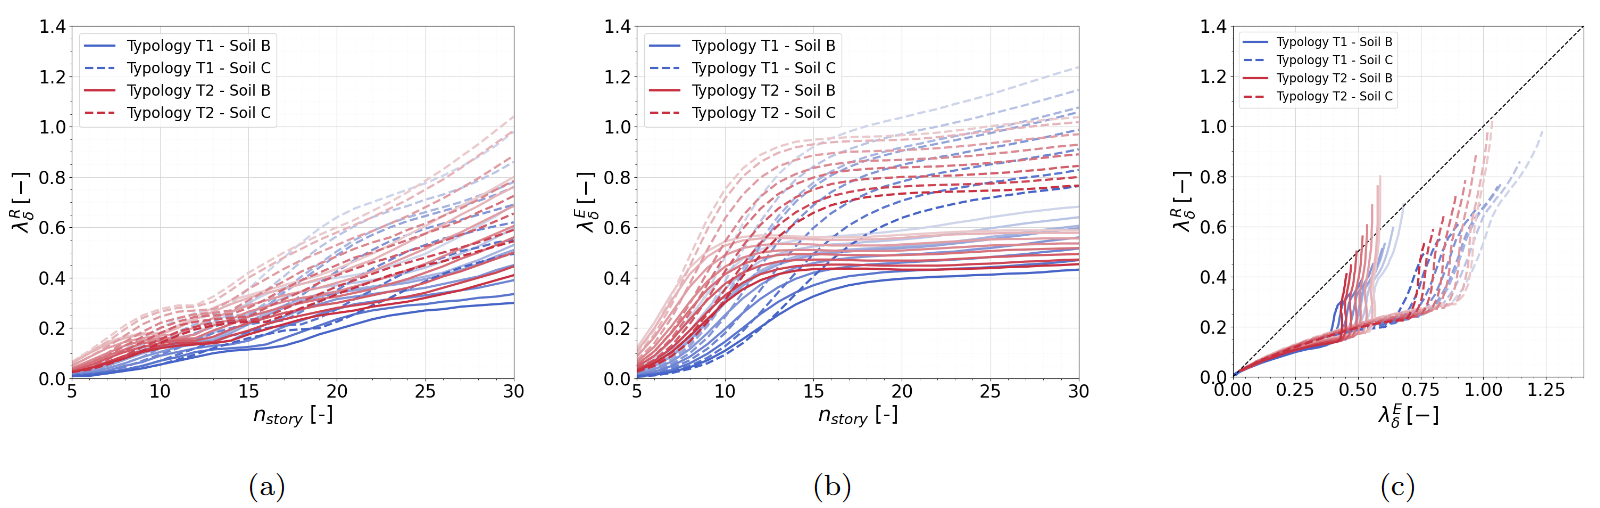 1.4
1.2
1.0
0.8
0.6
0.4
0.2
0.0
λ_δ^R [−]
Typology T1 - Soil B
Typology T1 - Soil C
Typology T2 - Soil B
Typology T2 - Soil C
5 10 15 20 25 30
n_story [-]
(a)
1.4
1.2
1.0
0.8
0.6
0.4
0.2
0.0
λ_δ^E [−]
Typology T1 - Soil B
Typology T1 - Soil C
Typology T2 - Soil B
Typology T2 - Soil C
5 10 15 20 25 30
n_story [-]
(b)
1.4
1.2
1.0
0.8
0.6
0.4
0.2
0.0
λ_δ^R [−]
Typology T1 - Soil B
Typology T1 - Soil C
Typology T2 - Soil B
Typology T2 - Soil C
0.00 0.25 0.50 0.75 1.00 1.25
λ_δ^E [−]
(c)